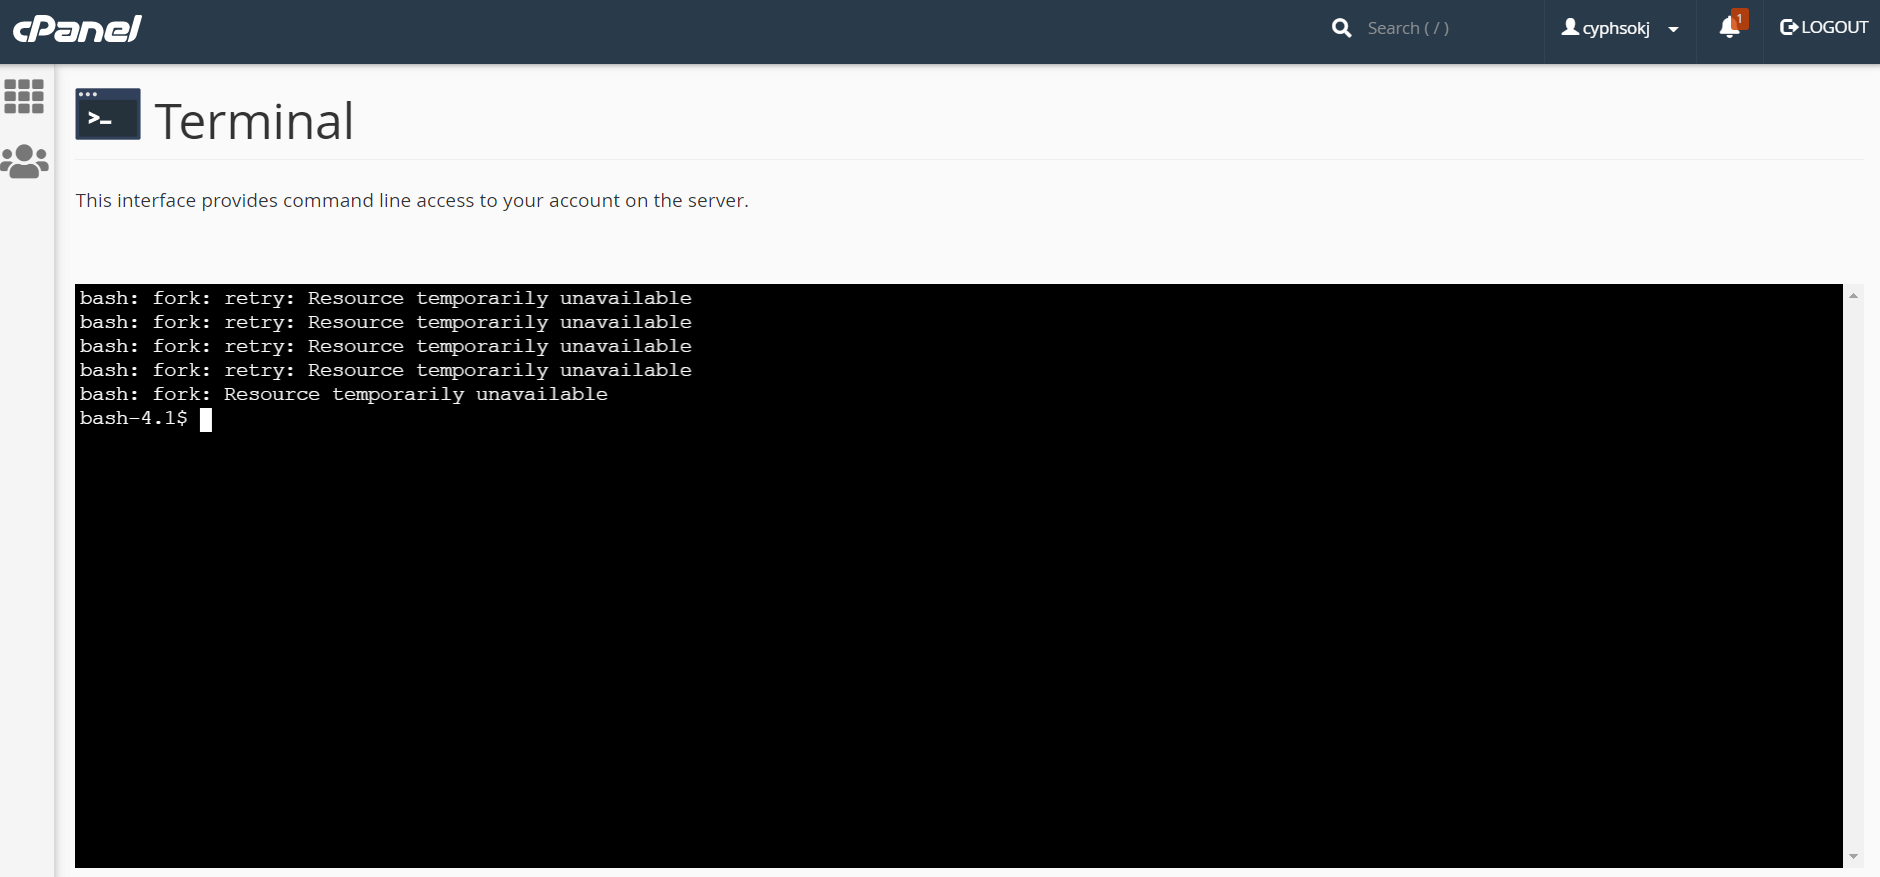 cPanel
Search ( / )
cyphsokj
1
LOGOUT
>_ Terminal
This interface provides command line access to your account on the server.
bash: fork: retry: Resource temporarily unavailable
bash: fork: retry: Resource temporarily unavailable
bash: fork: retry: Resource temporarily unavailable
bash: fork: retry: Resource temporarily unavailable
bash: fork: Resource temporarily unavailable
bash-4.1$